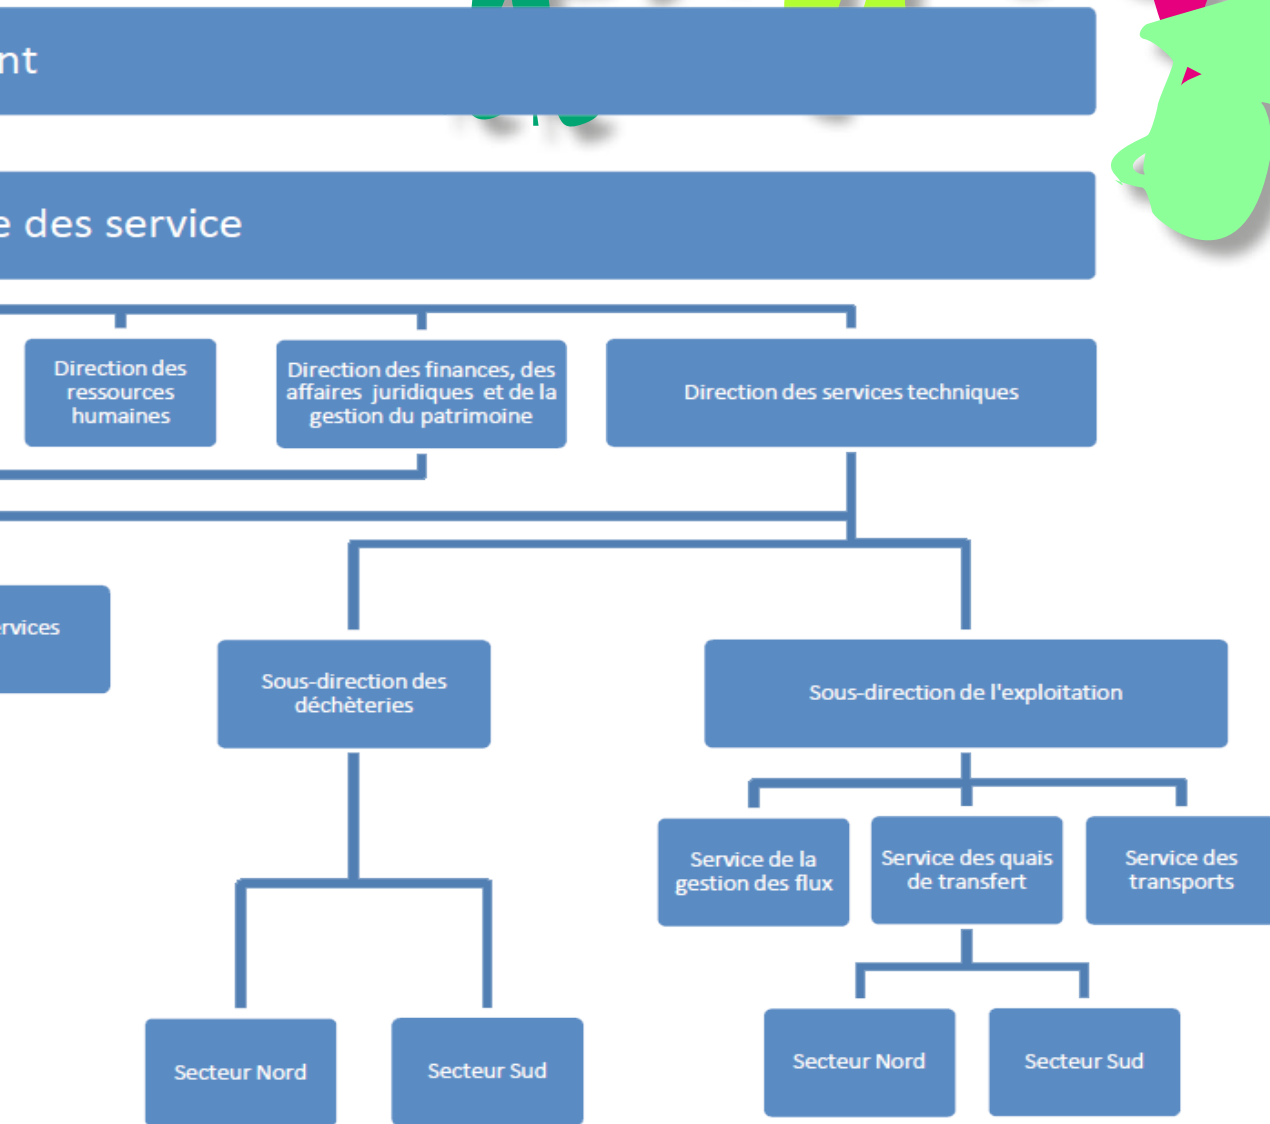 nt
e des service
Direction des
ressources
humaines
Direction des finances, des
affaires juridiques et de la
gestion du patrimoine
Direction des services techniques
rvices
Sous-direction des
déchèteries
Sous-direction de l'exploitation
Service de la
gestion des flux
Service des quais
de transfert
Service des
transports
Secteur Nord
Secteur Sud
Secteur Nord
Secteur Sud